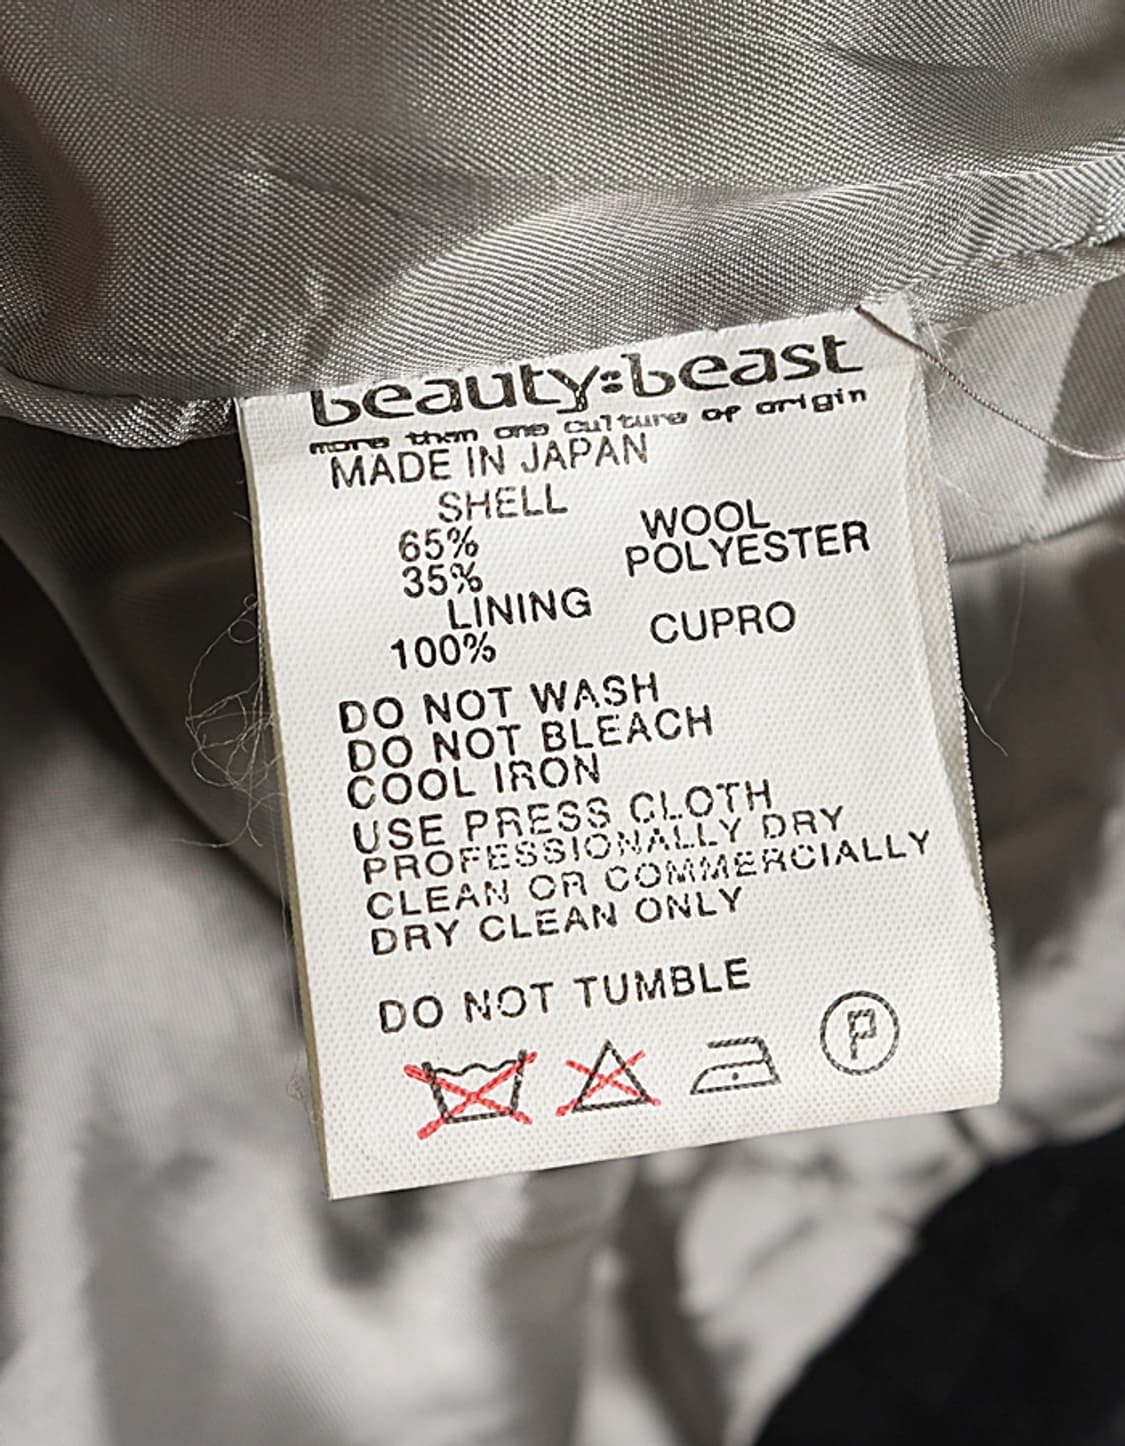 beauty:beast
more than one culture of origin
MADE IN JAPAN
SHELL
65% WOOL
35% POLYESTER
LINING
100% CUPRO
DO NOT WASH
DO NOT BLEACH
COOL IRON
USE PRESS CLOTH
PROFESSIONALLY DRY
CLEAN OR COMMERCIALLY
DRY CLEAN ONLY
DO NOT TUMBLE
P